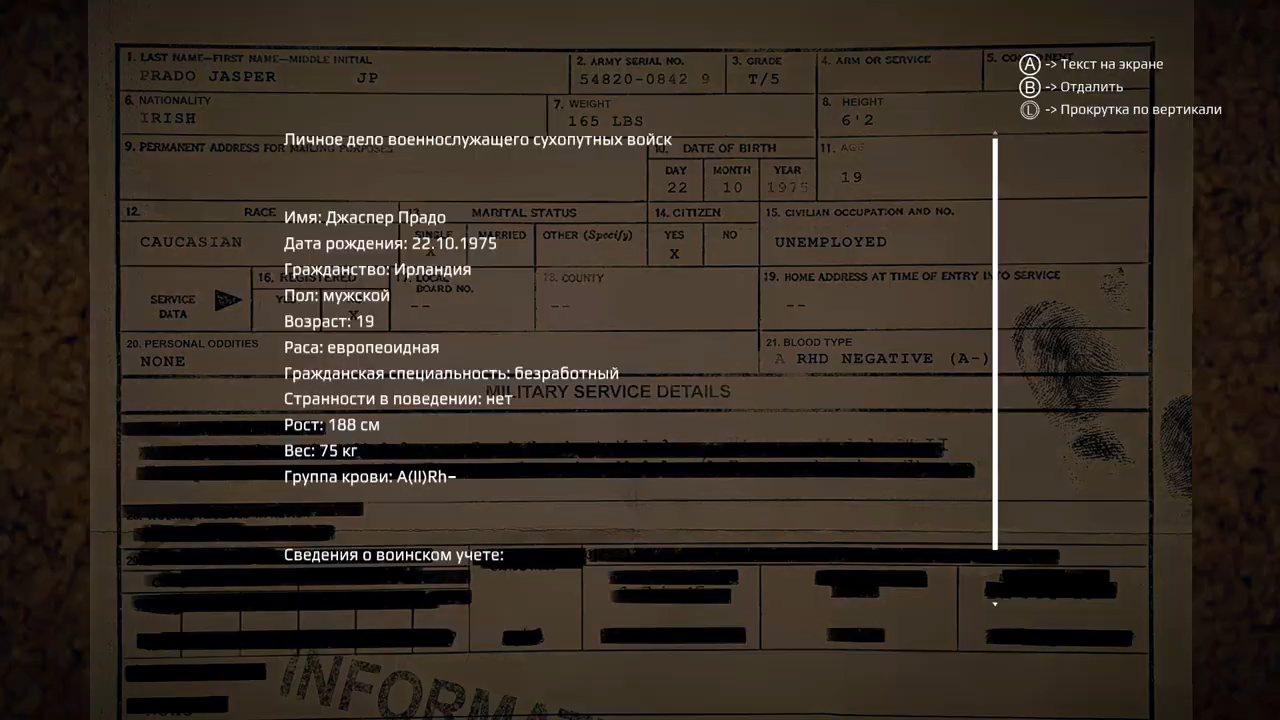 1. LAST NAME—FIRST NAME—MIDDLE INITIAL
PRADO JASPER JP
2. ARMY SERIAL NO.
54820-0842 9
3. GRADE
T/5
4. ARM OR SERVICE
5.
A -> Текст на экране
B -> Отдалить
L -> Прокрутка по вертикали
6. NATIONALITY
IRISH
7. WEIGHT
165 LBS
8. HEIGHT
6'2
Личное дело военнослужащего сухопутных войск
9. PERMANENT ADDRESS FOR MAILING PURPOSES
10. DATE OF BIRTH
DAY MONTH YEAR
22 10 1975
11. AGE
19
12. RACE
CAUCASIAN
13. MARITAL STATUS
SINGLE MARRIED OTHER (Specify)
X
14. CITIZEN
YES NO
X
15. CIVILIAN OCCUPATION AND NO.
UNEMPLOYED
Имя: Джаспер Прадо
Дата рождения: 22.10.1975
Гражданство: Ирландия
Пол: мужской
Возраст: 19
Раса: европеоидная
Гражданская специальность: безработный
Странности в поведении: нет
Рост: 188 см
Вес: 75 кг
Группа крови: A(II)Rh–
SERVICE DATA
16. REGISTERED
X
17. LOCAL BOARD NO.
--
18. COUNTY
--
19. HOME ADDRESS AT TIME OF ENTRY INTO SERVICE
--
20. PERSONAL ODDITIES
NONE
21. BLOOD TYPE
A RHD NEGATIVE (A-)
MILITARY SERVICE DETAILS
Сведения о воинском учете: